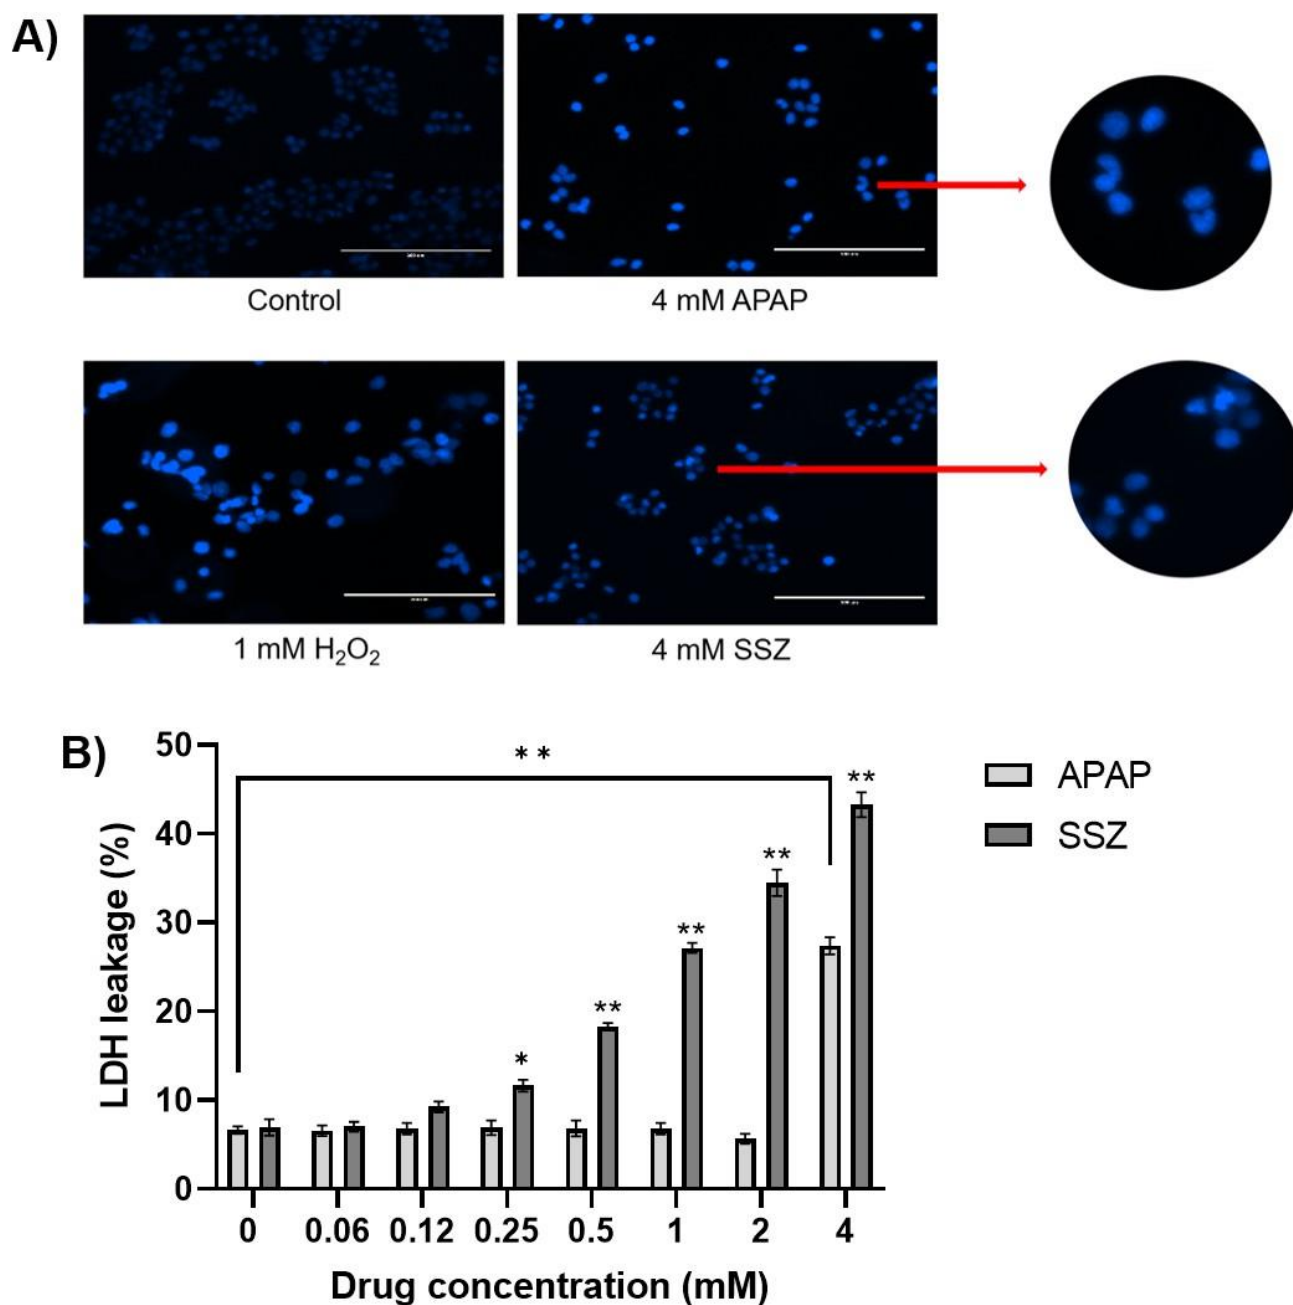 A)
Control
4 mM APAP
1 mM H₂O₂
4 mM SSZ
B)
LDH leakage (%)
50
40
30
20
10
0
**
*
**
**
**
**
APAP
SSZ
0 0.06 0.12 0.25 0.5 1 2 4
Drug concentration (mM)